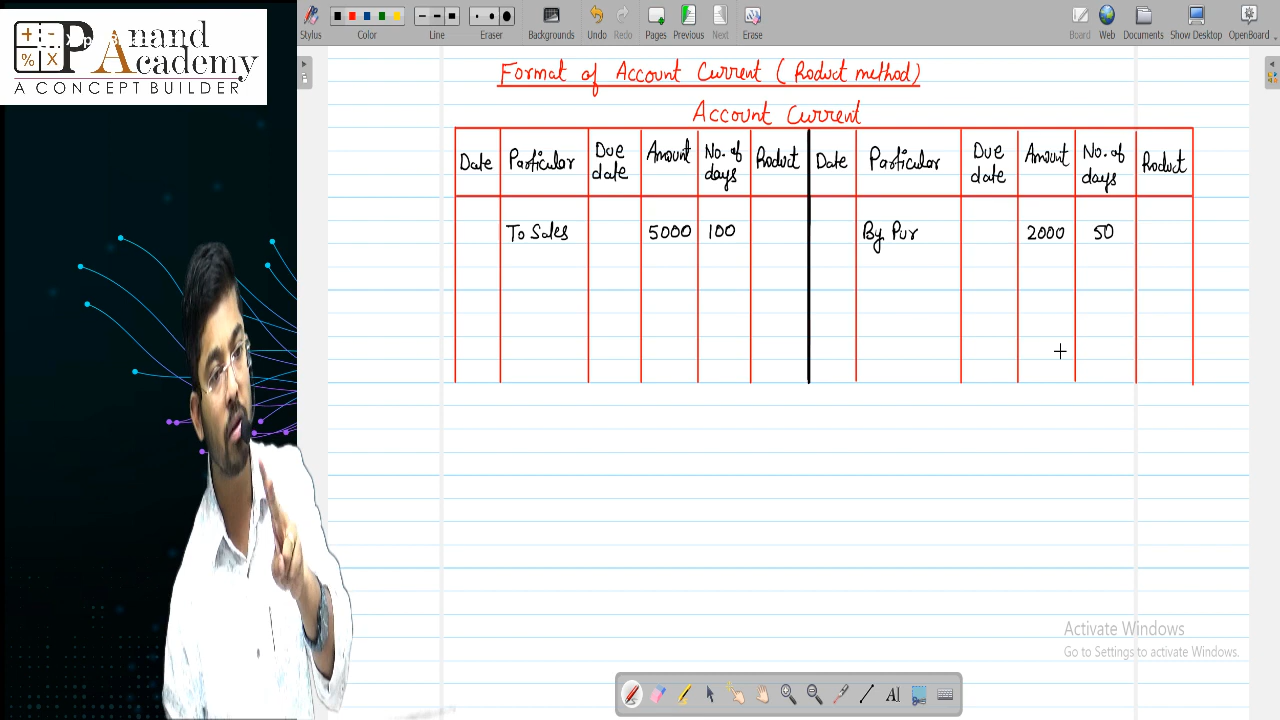 + -
% X
PAnand
Academy
A CONCEPT BUILDER
Stylus Color Line Eraser Backgrounds Undo Redo Pages Previous Next Erase Board Web Documents Show Desktop OpenBoard
Format of Account Current (Product method)
Account Current
Date Particular Due date Amount No. of days Product Date Particular Due date Amount No. of days Product
To Sales 5000 100 By Pur 2000 50
Activate Windows
Go to Settings to activate Windows.